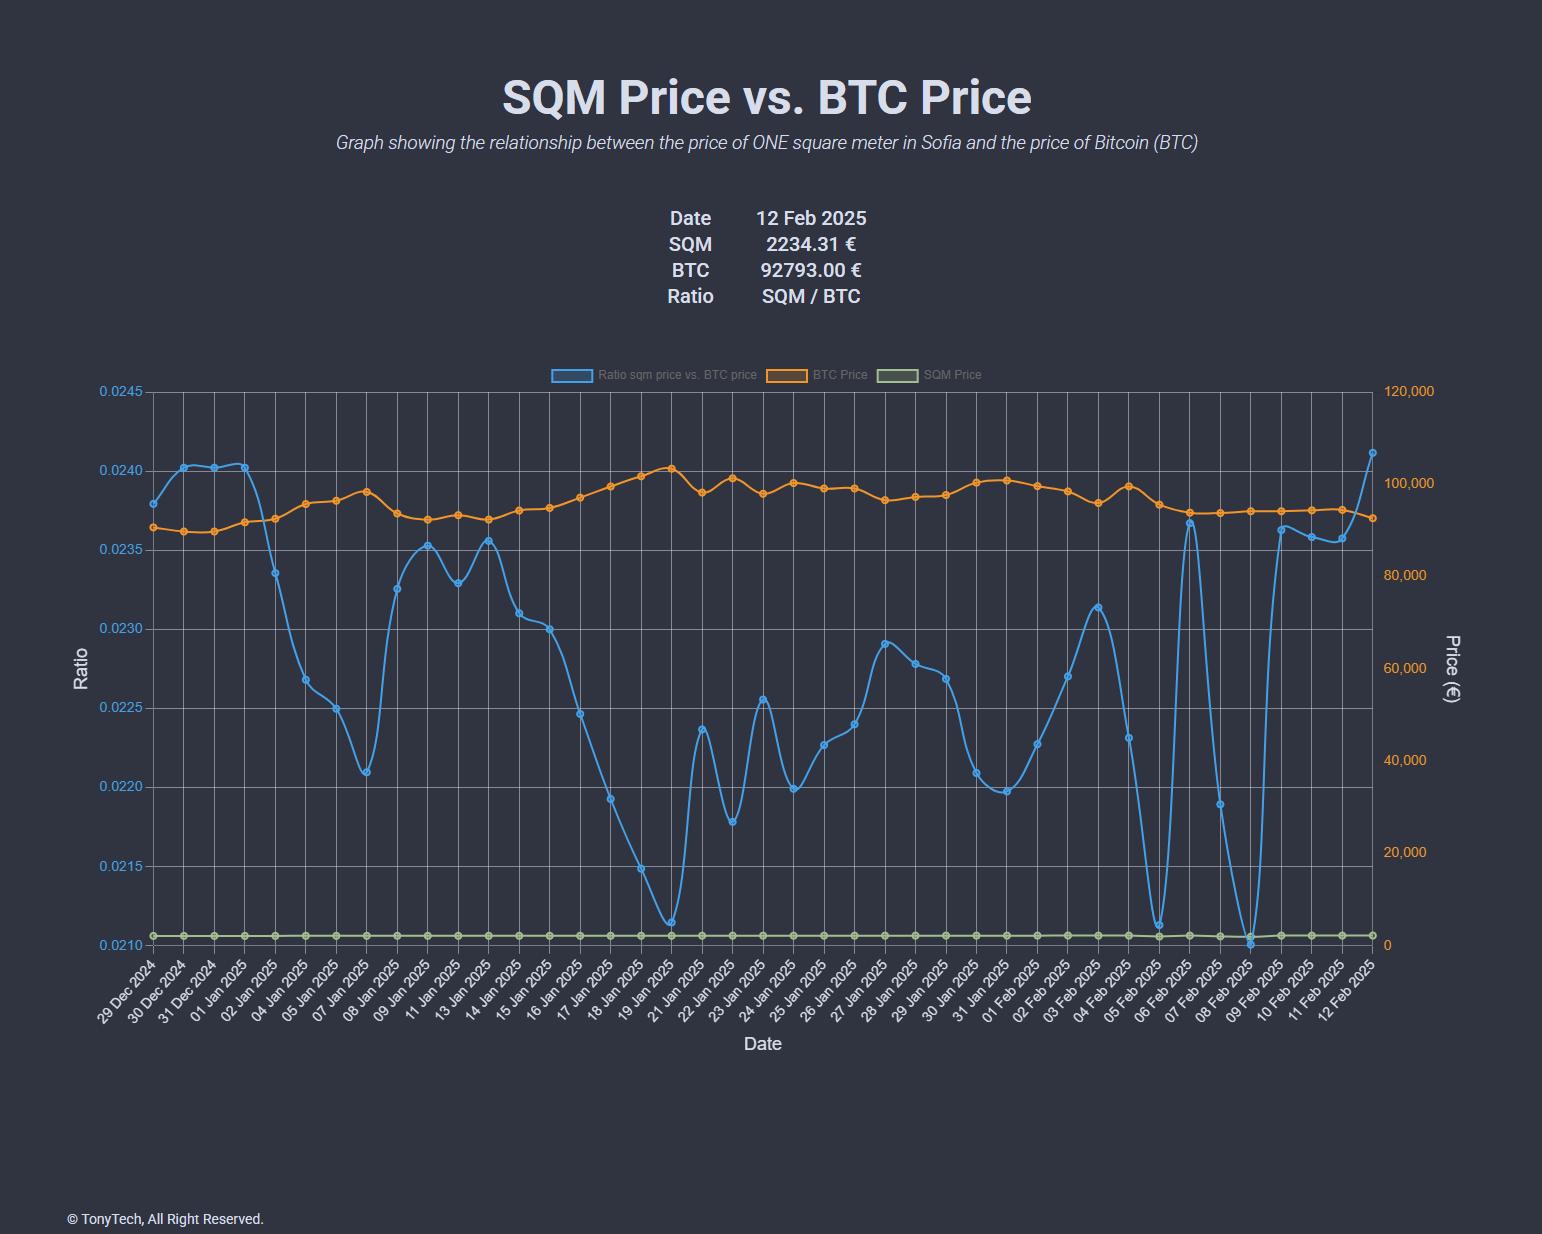 SQM Price vs. BTC Price
Graph showing the relationship between the price of ONE square meter in Sofia and the price of Bitcoin (BTC)
Date 12 Feb 2025
SQM 2234.31 €
BTC 92793.00 €
Ratio SQM / BTC
Ratio sqm price vs. BTC price BTC Price SQM Price
0.0245 120,000
0.0240 100,000
0.0235 80,000
0.0230
Ratio Price (€)
60,000
0.0225
0.0220 40,000
0.0215 20,000
0.0210 0
29 Dec 2024
30 Dec 2024
31 Dec 2024
01 Jan 2025
02 Jan 2025
04 Jan 2025
05 Jan 2025
07 Jan 2025
08 Jan 2025
09 Jan 2025
11 Jan 2025
13 Jan 2025
14 Jan 2025
15 Jan 2025
16 Jan 2025
17 Jan 2025
18 Jan 2025
19 Jan 2025
21 Jan 2025
22 Jan 2025
23 Jan 2025
24 Jan 2025
25 Jan 2025
26 Jan 2025
27 Jan 2025
28 Jan 2025
29 Jan 2025
30 Jan 2025
31 Jan 2025
01 Feb 2025
02 Feb 2025
03 Feb 2025
04 Feb 2025
05 Feb 2025
06 Feb 2025
07 Feb 2025
08 Feb 2025
09 Feb 2025
10 Feb 2025
11 Feb 2025
12 Feb 2025
Date
© TonyTech, All Right Reserved.